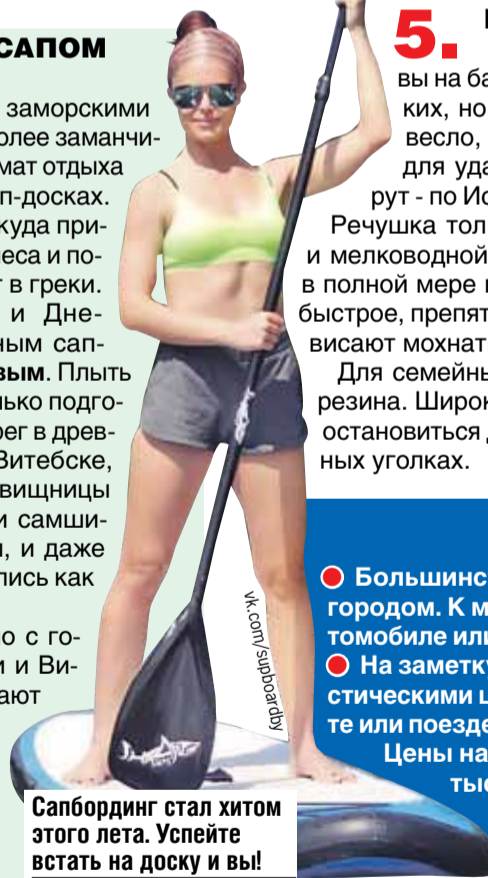 САПОМ
заморскими
олее заманчи-
мат отдыха
п-досках.
куда при-
леса и по-
т в греки.
и Дне-
ным сап-
вым. Плыть
лько подго-
рег в древ-
Витебске,
вищницы
и самши-
и, и даже
лись как
о с го-
и и Ви-
ают
5.
вы на ба
ких, но
весло,
для уда
рут - по Ис
Речушка тол
и мелководной
в полной мере
быстрое, препят
висают мохнат
Для семейны
резина. Широк
остановиться
ных уголках.
vk.com/supboardby
Большинс
городом. К м
томобиле или
На заметку
стическими ц
те или поезде
Цены на
тыс
Сапбординг стал хитом
этого лета. Успейте
встать на доску и вы!